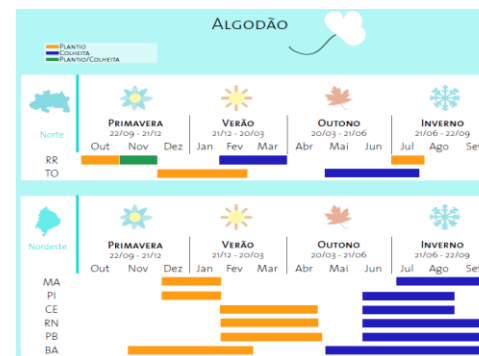 ALGODÃO
PLANTIO
COLHEITA
PLANTIO/COLHEITA
Norte
PRIMAVERA VERÃO OUTONO INVERNO
22/09 - 21/12 21/12 - 20/03 20/03 - 21/06 21/06 - 22/09
Out Nov Dez Jan Fev Mar Abr Mai Jun Jul Ago Set
RR
TO
Nordeste
PRIMAVERA VERÃO OUTONO INVERNO
22/09 - 21/12 21/12 - 20/03 20/03 - 21/06 21/06 - 22/09
Out Nov Dez Jan Fev Mar Abr Mai Jun Jul Ago Set
MA
PI
CE
RN
PB
BA